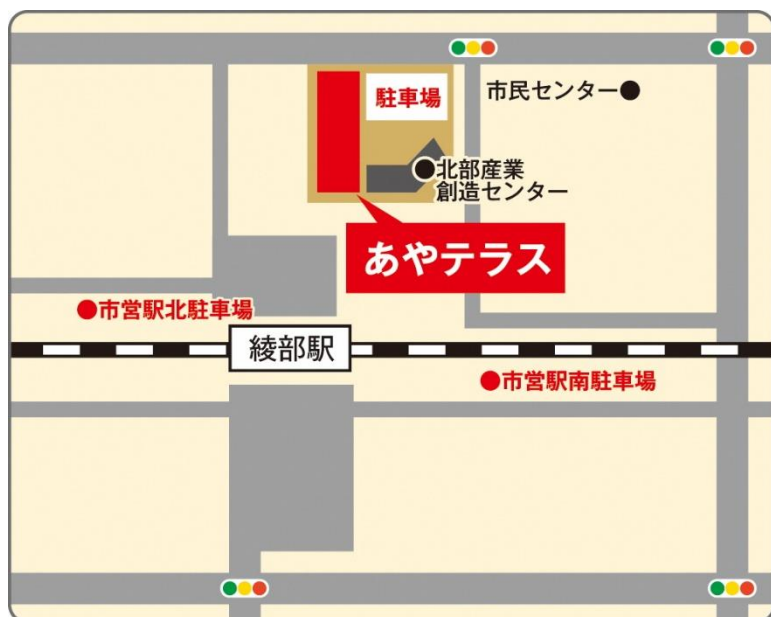 駐車場
市民センター
北部産業
創造センター
あやテラス
市営駅北駐車場
綾部駅
市営駅南駐車場